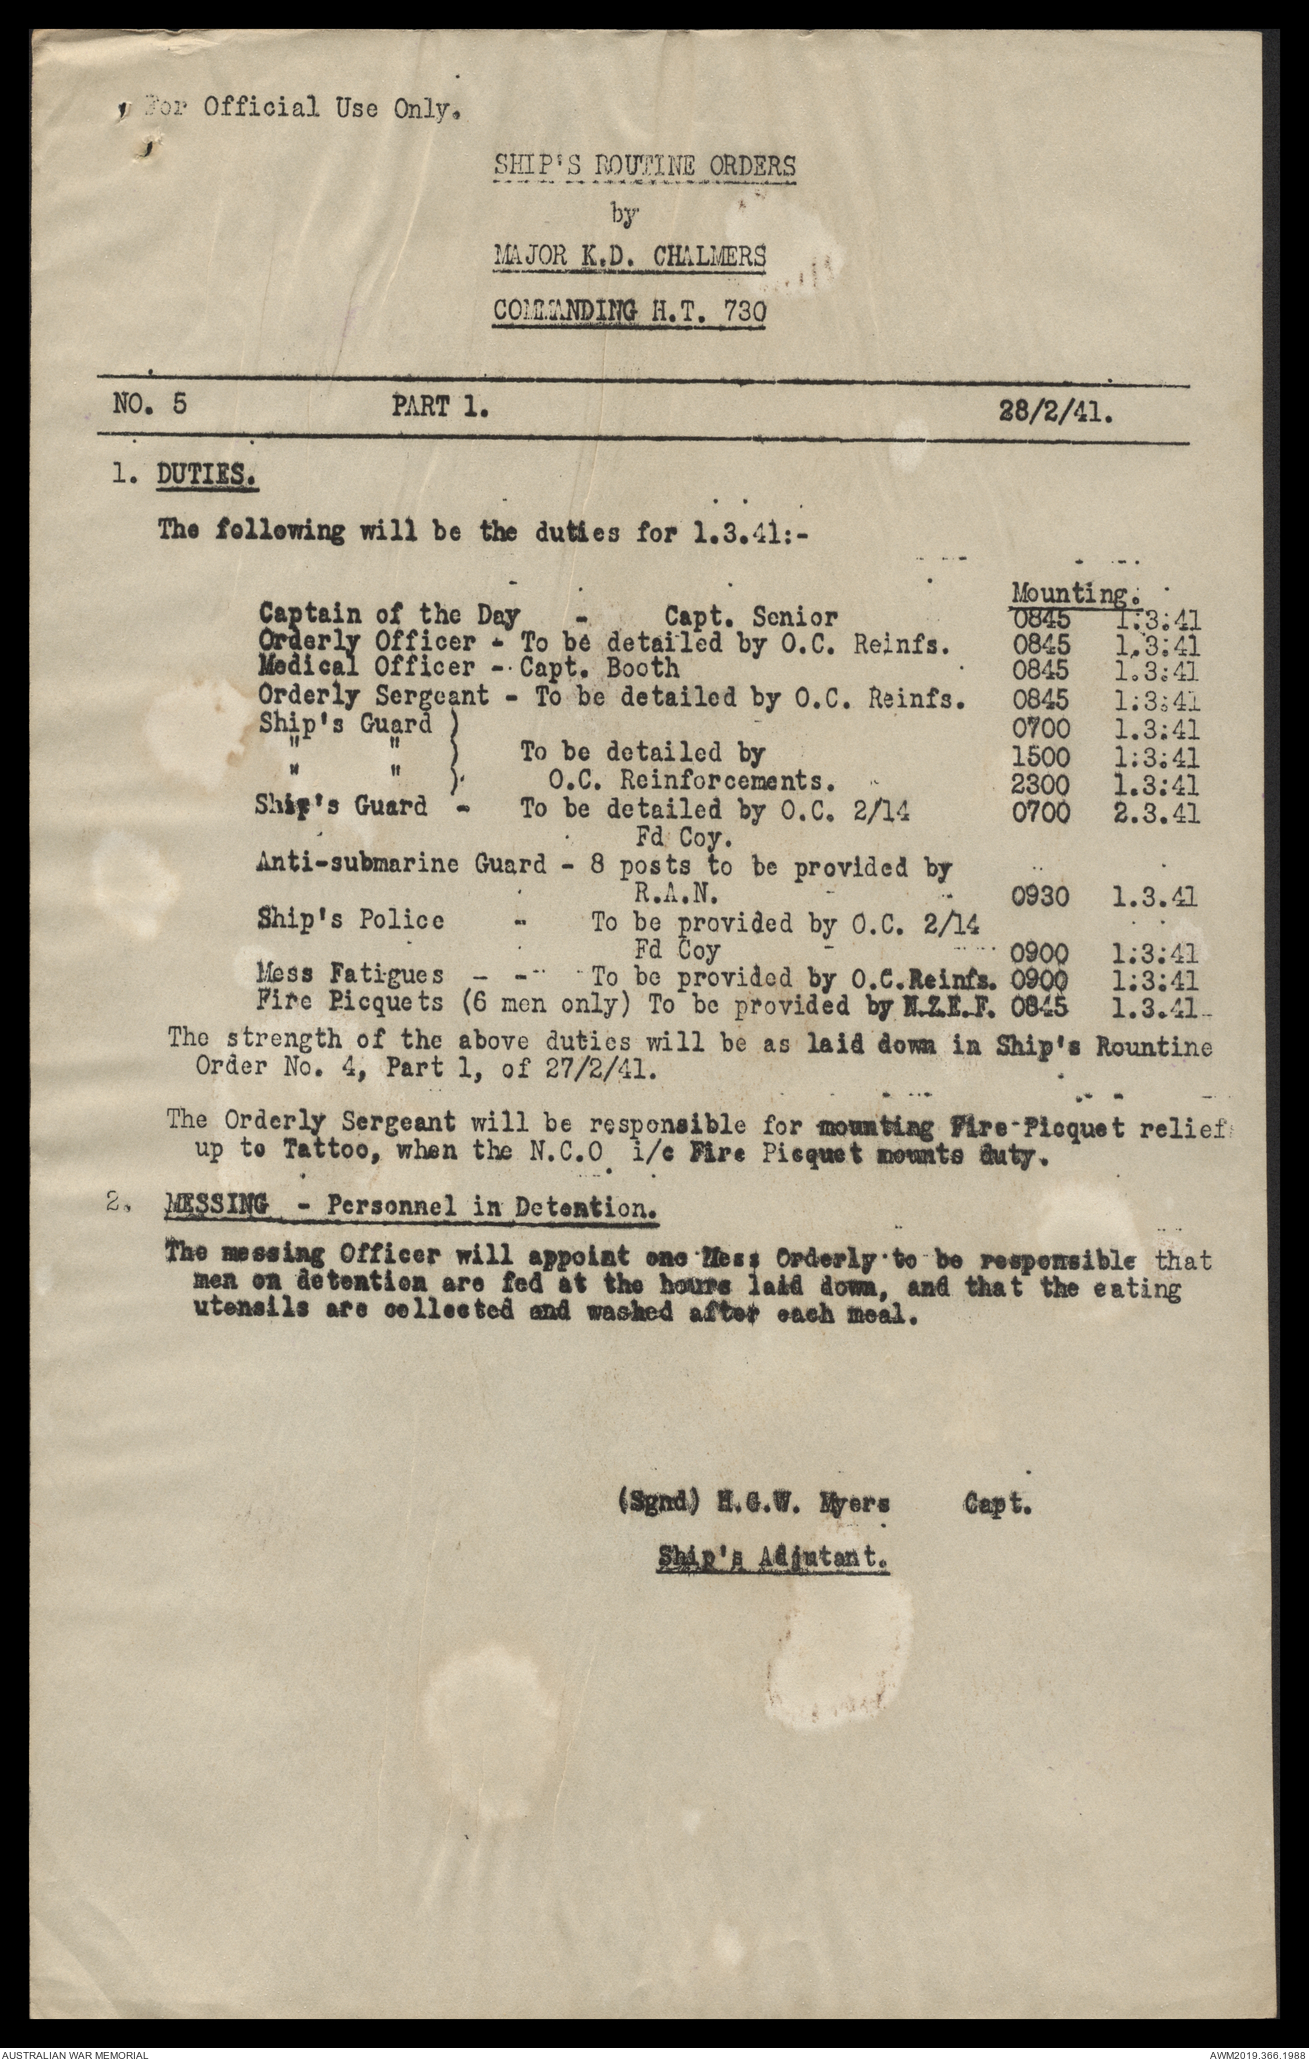 For Official Use Only.
SHIP'S ROUTINE ORDERS
by
MAJOR K.D. CHALMERS
COMMANDING H.T. 730
NO. 5 PART 1. 28/2/41.
1. DUTIES.
The following will be the duties for 1.3.41:-
Mounting.
Captain of the Day - Capt. Senior 0845 1.3.41
Orderly Officer - To be detailed by O.C. Reinfs. 0845 1.3.41
Medical Officer - Capt. Booth 0845 1.3.41
Orderly Sergeant - To be detailed by O.C. Reinfs. 0845 1.3.41
Ship's Guard ) 0700 1.3.41
" " ) To be detailed by 1500 1.3.41
" " ) O.C. Reinforcements. 2300 1.3.41
Ship's Guard - To be detailed by O.C. 2/14 0700 2.3.41
Fd Coy.
Anti-submarine Guard - 8 posts to be provided by
R.A.N. 0930 1.3.41
Ship's Police - To be provided by O.C. 2/14
Fd Coy 0900 1.3.41
Mess Fatigues - - To be provided by O.C.Reinfs. 0900 1.3.41
Fire Picquets (6 men only) To be provided by N.Z.E.F. 0845 1.3.41
The strength of the above duties will be as laid down in Ship's Rountine
Order No. 4, Part 1, of 27/2/41.
The Orderly Sergeant will be responsible for mounting Fire Picquet relief
up to Tattoo, when the N.C.O i/c Fire Picquet mounts duty.
2. MESSING - Personnel in Detention.
The messing Officer will appoint one Mess Orderly to be responsible that
men on detention are fed at the hours laid down, and that the eating
utensils are collected and washed after each meal.
(Sgnd) H.G.W. Myers Capt.
Ship's Adjutant.
AUSTRALIAN WAR MEMORIAL AWM2019.366.1988